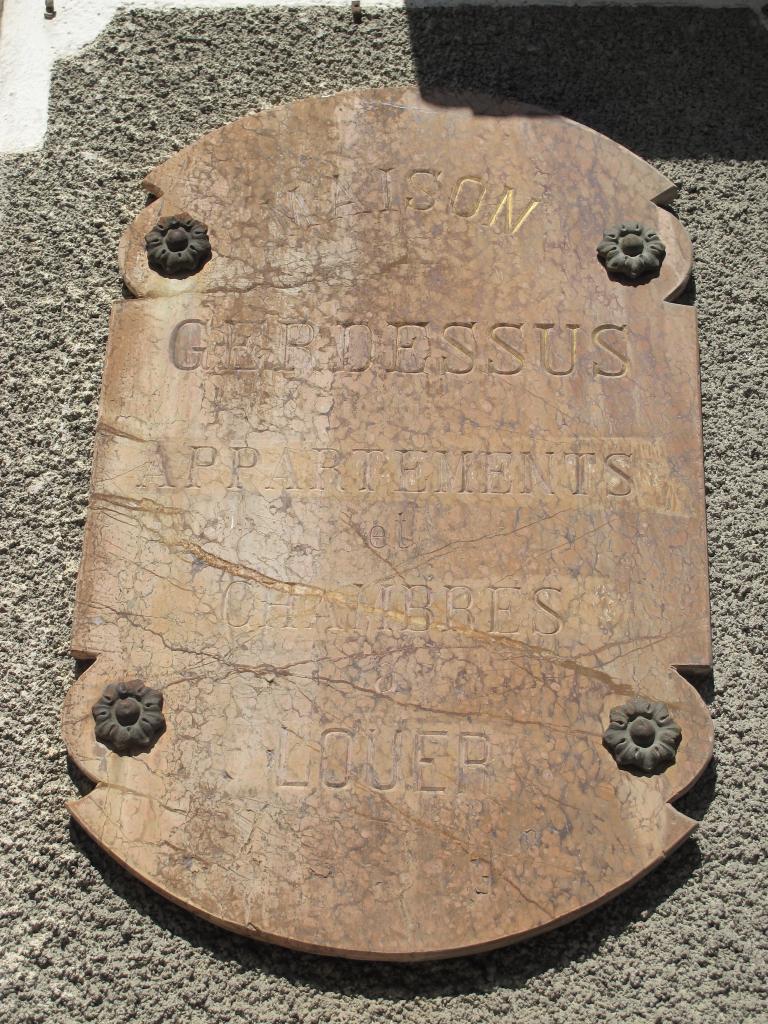 MAISON
GERDESSUS
APPARTEMENTS
et
CHAMBRES
à
LOUER